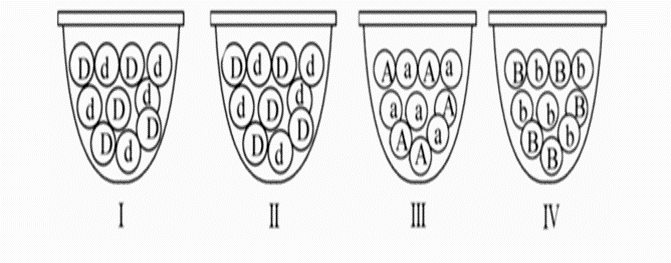 D d D d
d D d
D d D
I
D d D d
d D d
D d D
II
A a A a
a a A
A A a
III
B b B b
b b B
B B b
IV